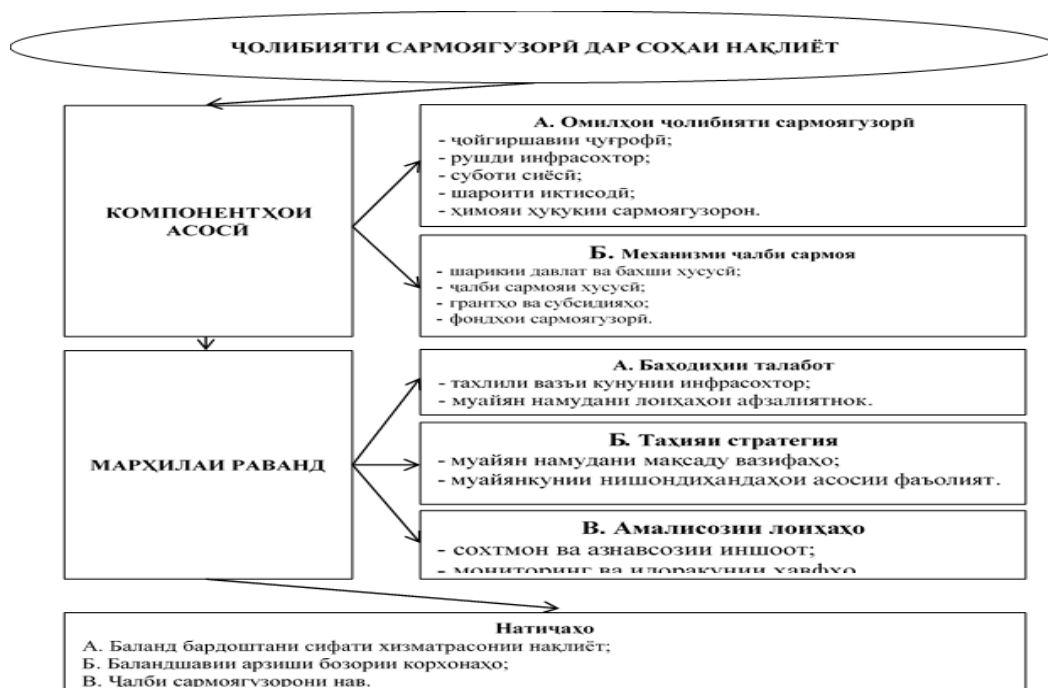 ҶОЛИБИЯТИ САРМОЯГУЗОРӢ ДАР СОҲАИ НАҚЛИЁТ
КОМПОНЕНТҲОИ
АСОСӢ
А. Омилҳои ҷолибияти сармоягузорӣ
- ҷойгиршавии ҷуғрофӣ;
- рушди инфрасохтор;
- суботи сиёсӣ;
- шароити иқтисодӣ;
- ҳимояи ҳуқуқии сармоягузорон.
Б. Механизми ҷалби сармоя
- шарикии давлат ва бахши хусусӣ;
- ҷалби сармояи хусусӣ;
- грантҳо ва субсидияҳо;
- фондҳои сармоягузорӣ.
МАРҲИЛАИ РАВАНД
А. Баҳодиҳии талабот
- таҳлили вазъи кунунии инфрасохтор;
- муайян намудани лоиҳаҳои афзалиятнок.
Б. Таҳияи стратегия
- муайян намудани мақсаду вазифаҳо;
- муайянкунии нишондиҳандаҳои асосии фаъолият.
В. Амалисозии лоиҳаҳо
- сохтмон ва азнавсозии иншоот;
- мониторинг ва идоракунии хавфҳо
Натиҷаҳо
А. Баланд бардоштани сифати хизматрасонии нақлиёт;
Б. Баландшавии арзиши бозории корхонаҳо;
В. Ҷалби сармоягузорони нав.